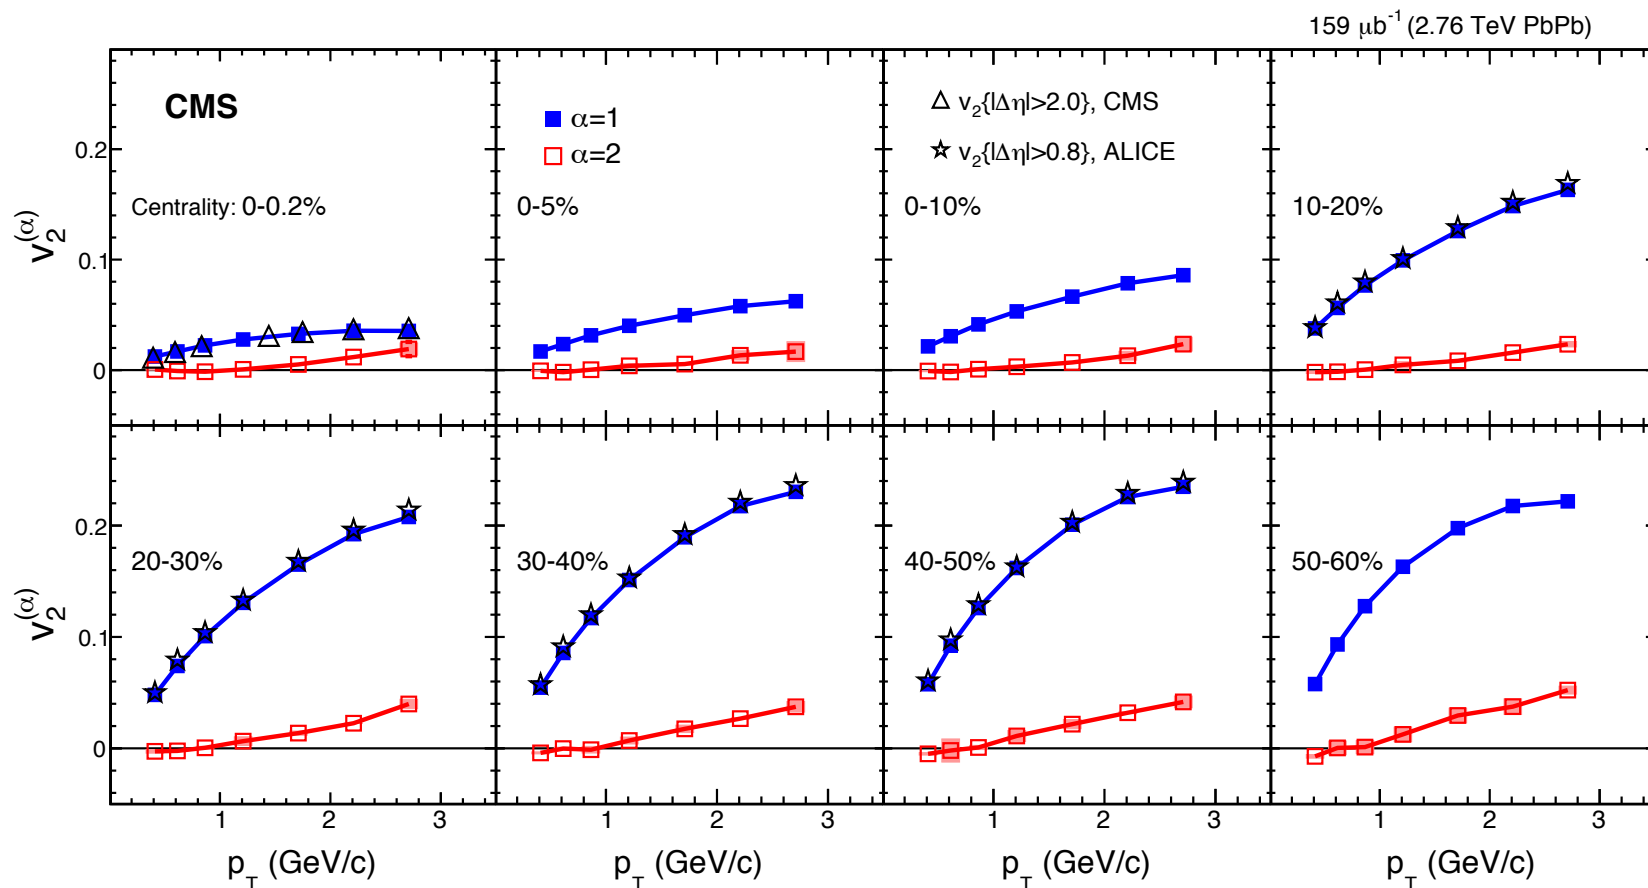 159 μb⁻¹ (2.76 TeV PbPb)
CMS
α=1
α=2
v₂{|Δη|>2.0}, CMS
v₂{|Δη|>0.8}, ALICE
Centrality: 0-0.2%
0-5%
0-10%
10-20%
v₂^(α)
0.2
0.1
0
20-30%
30-40%
40-50%
50-60%
v₂^(α)
0.2
0.1
0
1 2 3
1 2 3
1 2 3
1 2 3
p_T (GeV/c)
p_T (GeV/c)
p_T (GeV/c)
p_T (GeV/c)